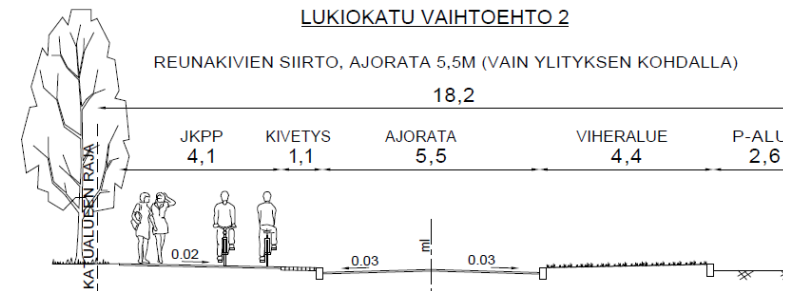 LUKIOKATU VAIHTOEHTO 2
REUNAKIVIEN SIIRTO, AJORATA 5,5M (VAIN YLITYKSEN KOHDALLA)
18,2
JKPP KIVETYS AJORATA VIHERALUE P-ALU
4,1 1,1 5,5 4,4 2,6
KATUALUEEN RAJA
0.02 0.03 ml 0.03